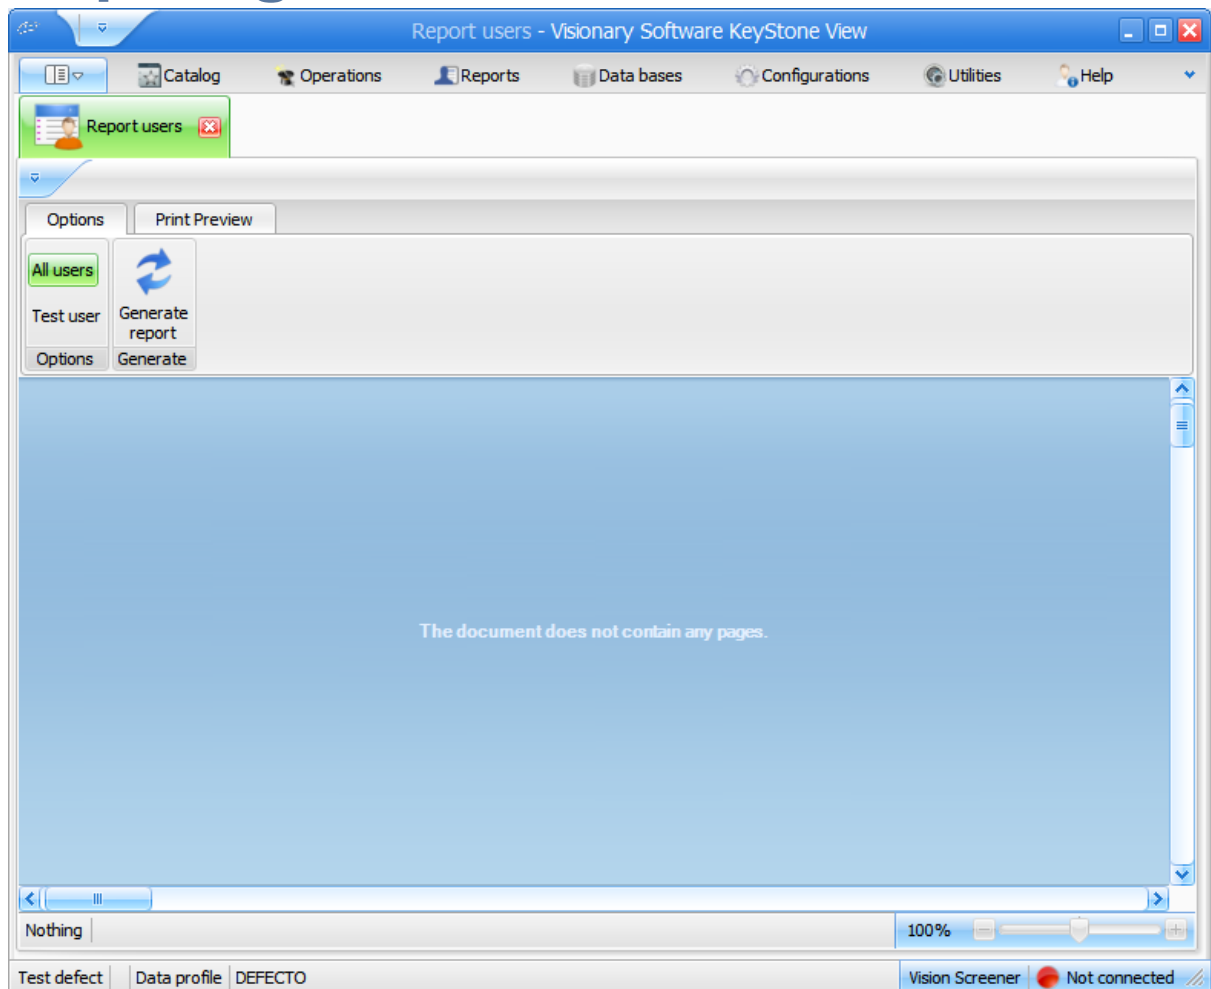 Report users - Visionary Software KeyStone View
Catalog Operations Reports Data bases Configurations Utilities Help
Report users
Options Print Preview
All users
Test user
Generate
report
Options Generate
The document does not contain any pages.
Nothing 100%
Test defect Data profile DEFECTO Vision Screener Not connected